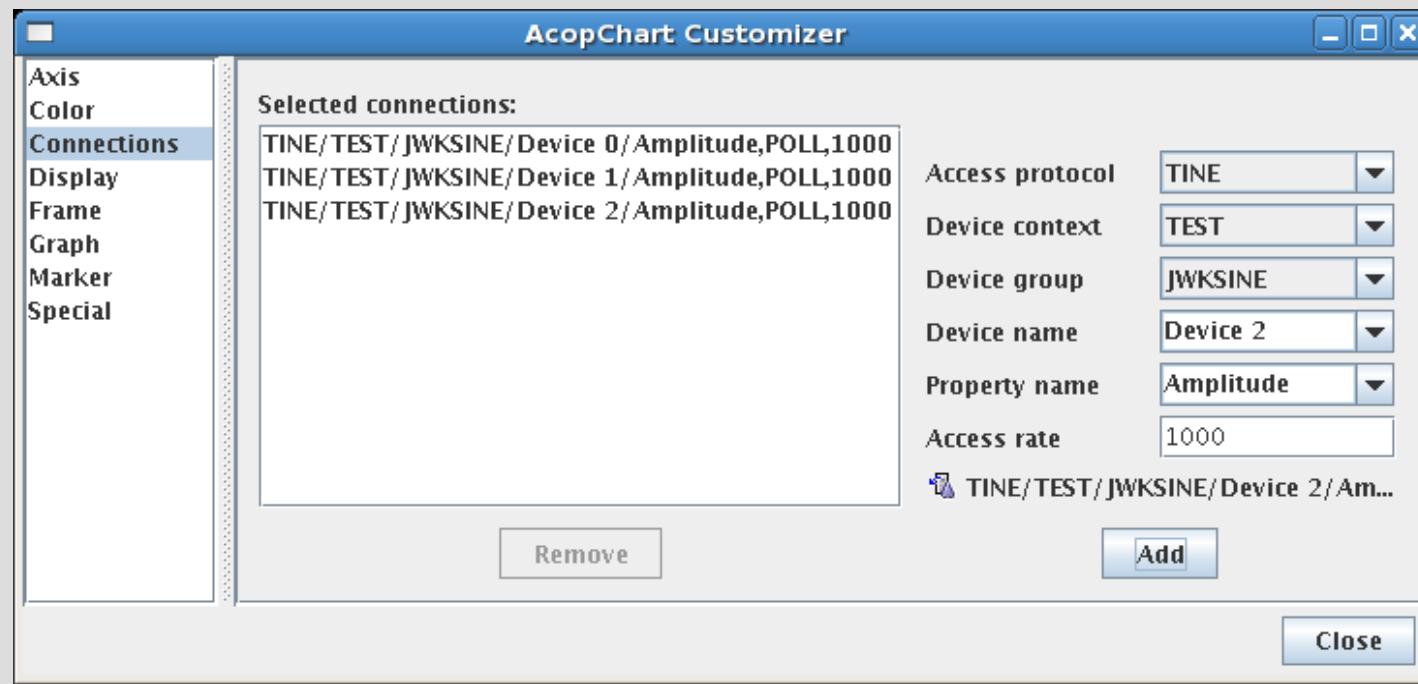 AcopChart Customizer
Axis
Color
Connections
Display
Frame
Graph
Marker
Special
Selected connections:
TINE/TEST/JWKSINE/Device 0/Amplitude,POLL,1000
TINE/TEST/JWKSINE/Device 1/Amplitude,POLL,1000
TINE/TEST/JWKSINE/Device 2/Amplitude,POLL,1000
Remove
Access protocol TINE
Device context TEST
Device group JWKSINE
Device name Device 2
Property name Amplitude
Access rate 1000
TINE/TEST/JWKSINE/Device 2/Am...
Add
Close